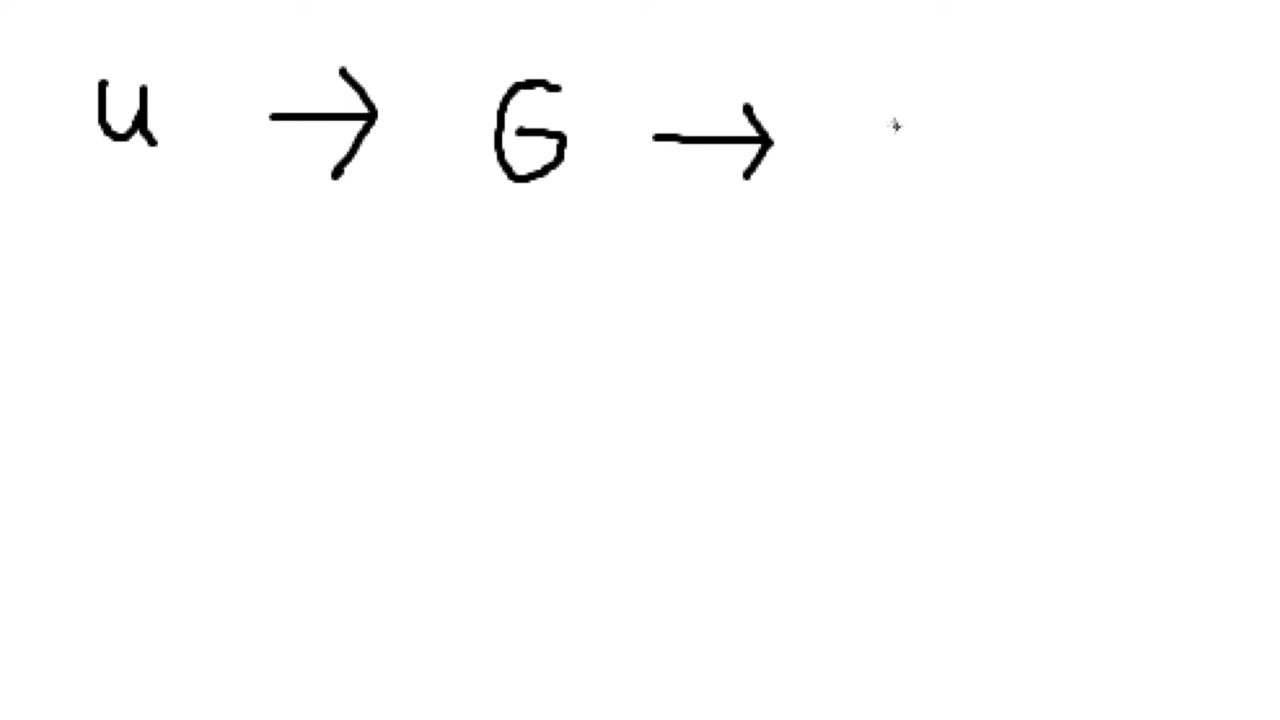 u → G →